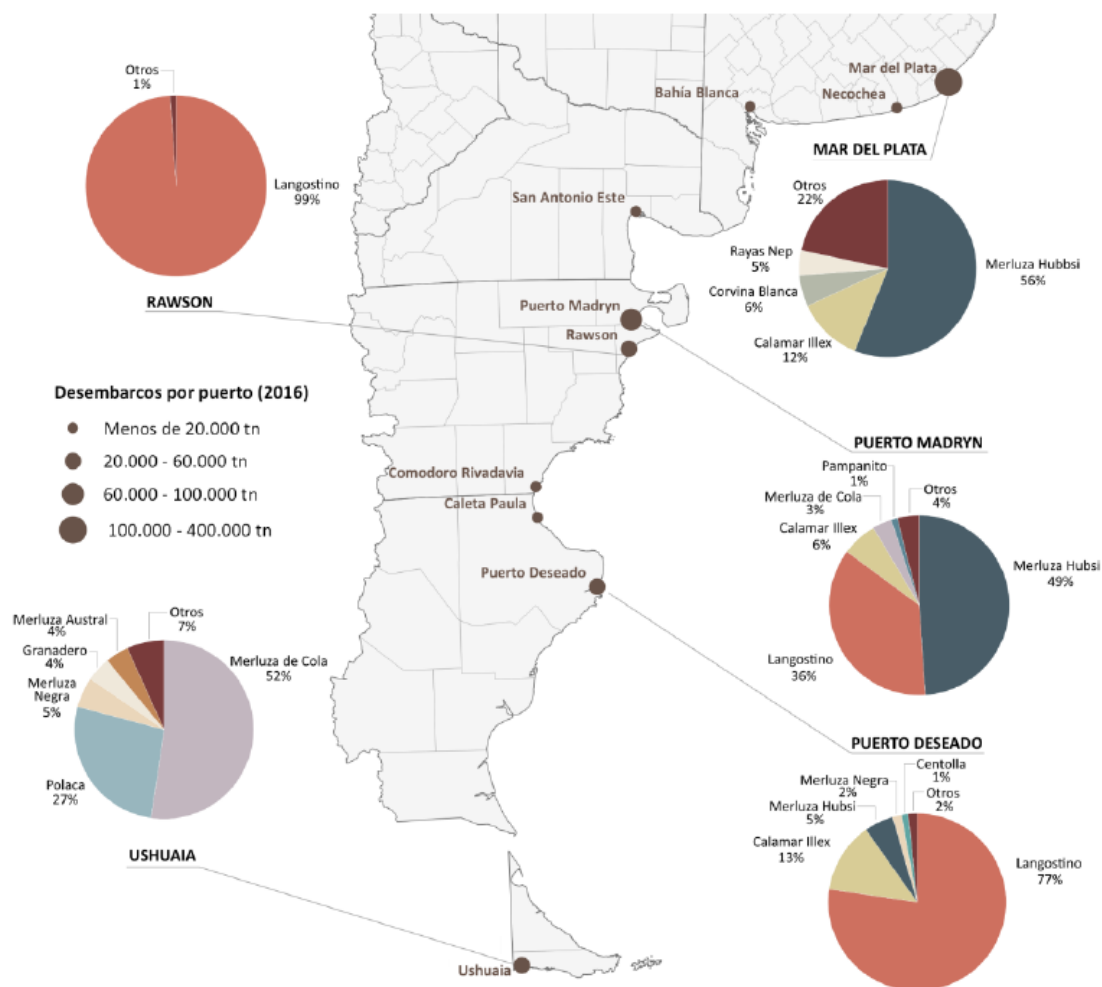 Otros
1%
Langostino
99%
RAWSON
Mar del Plata
Bahía Blanca
Necochea
MAR DEL PLATA
Otros
22%
Rayas Nep
5%
Corvina Blanca
6%
Calamar Illex
12%
Merluza Hubbsi
56%
San Antonio Este
Puerto Madryn
Rawson
Desembarcos por puerto (2016)
Menos de 20.000 tn
20.000 - 60.000 tn
60.000 - 100.000 tn
100.000 - 400.000 tn
Comodoro Rivadavia
Caleta Paula
Puerto Deseado
PUERTO MADRYN
Pampanito
1%
Otros
4%
Merluza de Cola
3%
Calamar Illex
6%
Merluza Hubsi
49%
Langostino
36%
Merluza Austral
4%
Otros
7%
Granadero
4%
Merluza
Negra
5%
Merluza de Cola
52%
Polaca
27%
USHUAIA
PUERTO DESEADO
Centolla
1%
Merluza Negra
2%
Otros
2%
Merluza Hubsi
5%
Calamar Illex
13%
Langostino
77%
Ushuaia